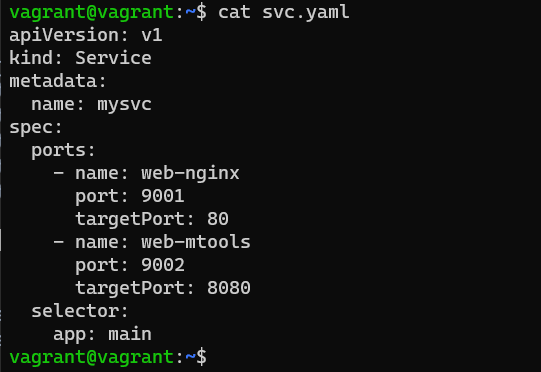 vagrant@vagrant:~$ cat svc.yaml
apiVersion: v1
kind: Service
metadata:
  name: mysvc
spec:
  ports:
    - name: web-nginx
      port: 9001
      targetPort: 80
    - name: web-mtools
      port: 9002
      targetPort: 8080
  selector:
    app: main
vagrant@vagrant:~$